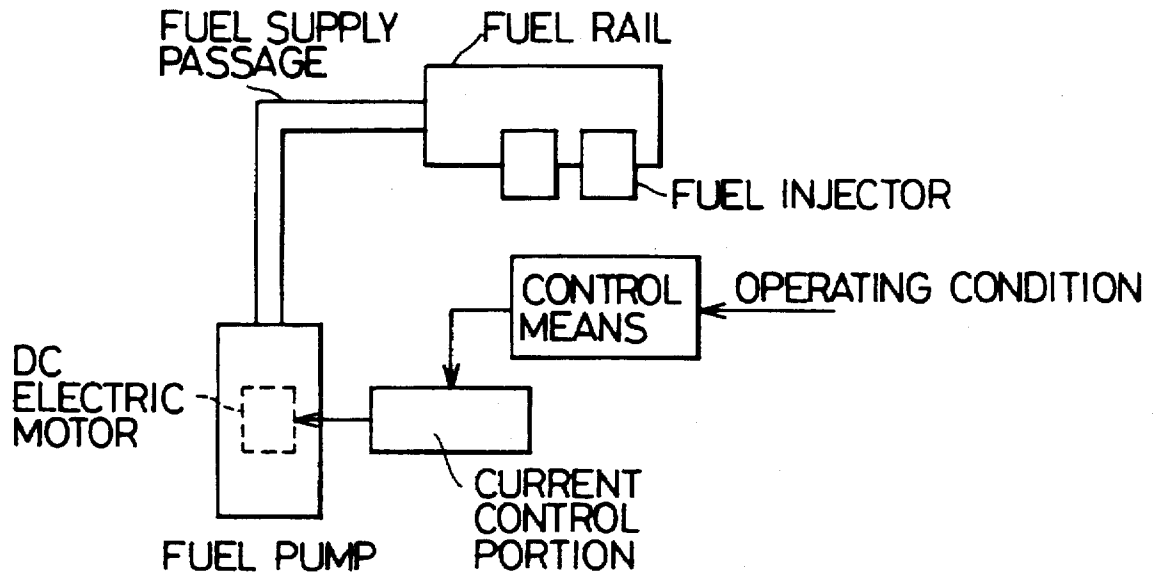 FUEL SUPPLY
PASSAGE
FUEL RAIL
FUEL INJECTOR
CONTROL
MEANS
OPERATING CONDITION
DC
ELECTRIC
MOTOR
CURRENT
CONTROL
PORTION
FUEL PUMP